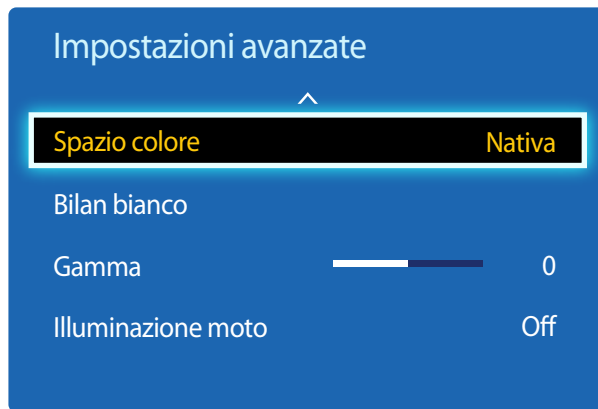 Impostazioni avanzate
Spazio colore Nativa
Bilan bianco
Gamma 0
Illuminazione moto Off